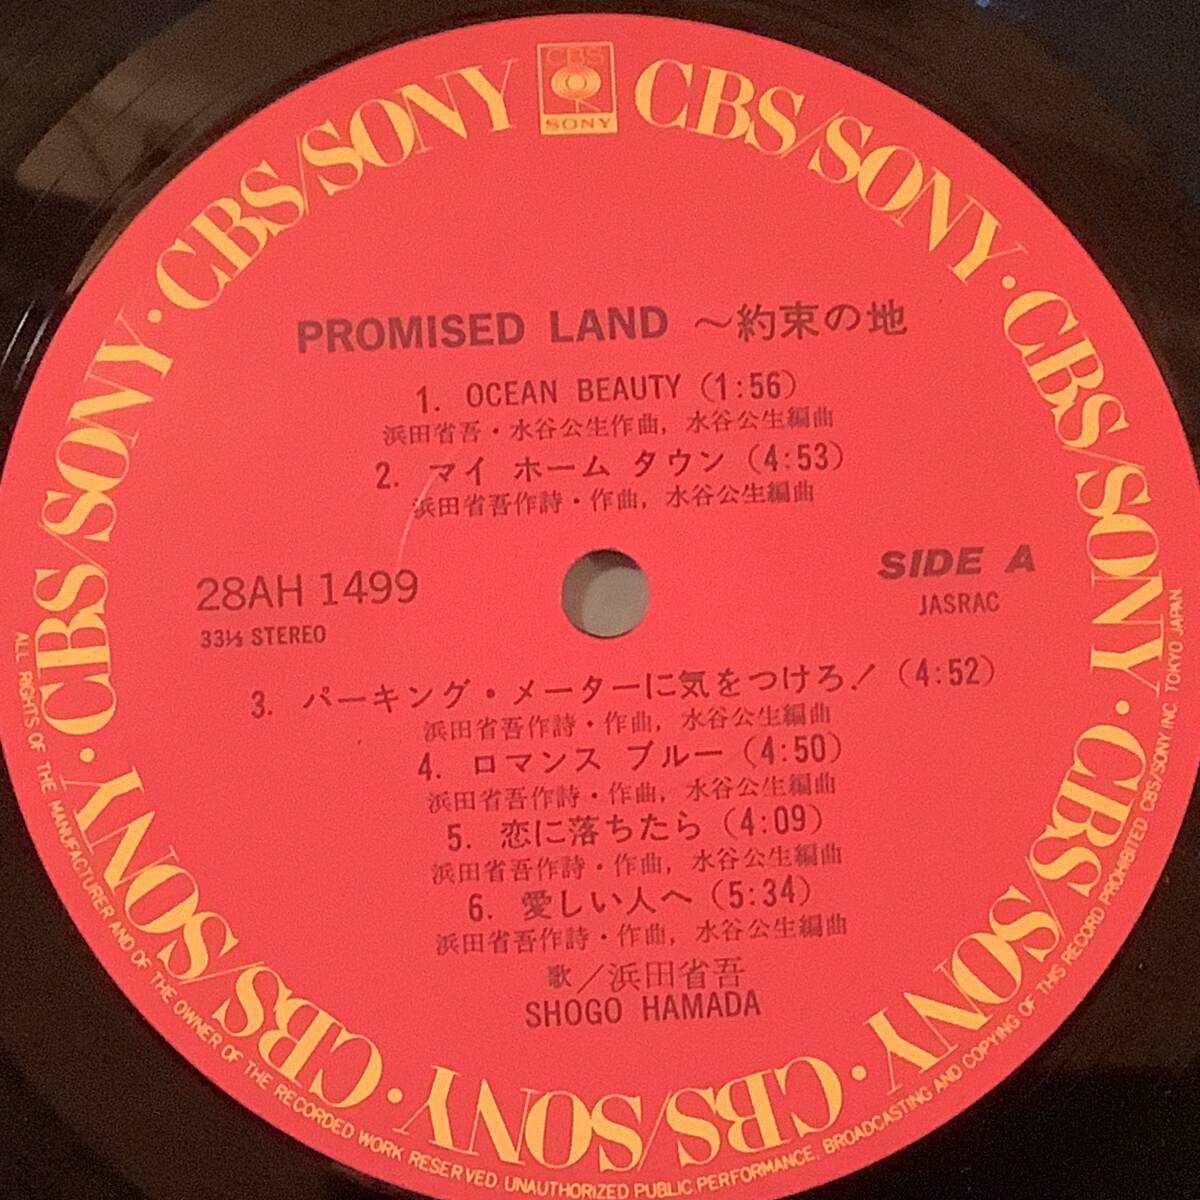 CBS
SONY
CBS/SONY · CBS/SONY · CBS/SONY · CBS/SONY · CBS/SONY · CBS/SONY · CBS/SONY · CBS/SONY
PROMISED LAND ～約束の地
1. OCEAN BEAUTY (1:56)
浜田省吾・水谷公生作曲, 水谷公生編曲
2. マイ ホーム タウン (4:53)
浜田省吾作詩・作曲, 水谷公生編曲
28AH 1499
33⅓ STEREO
SIDE A
JASRAC
3. パーキング・メーターに気をつけろ! (4:52)
浜田省吾作詩・作曲, 水谷公生編曲
4. ロマンス ブルー (4:50)
浜田省吾作詩・作曲, 水谷公生編曲
5. 恋に落ちたら (4:09)
浜田省吾作詩・作曲, 水谷公生編曲
6. 愛しい人へ (5:34)
浜田省吾作詩・作曲, 水谷公生編曲
歌／浜田省吾
SHOGO HAMADA
ALL RIGHTS OF THE MANUFACTURER AND OF THE OWNER OF THE RECORDED WORK RESERVED. UNAUTHORIZED PUBLIC PERFORMANCE, BROADCASTING AND COPYING OF THIS RECORD PROHIBITED CBS/SONY INC. TOKYO JAPAN